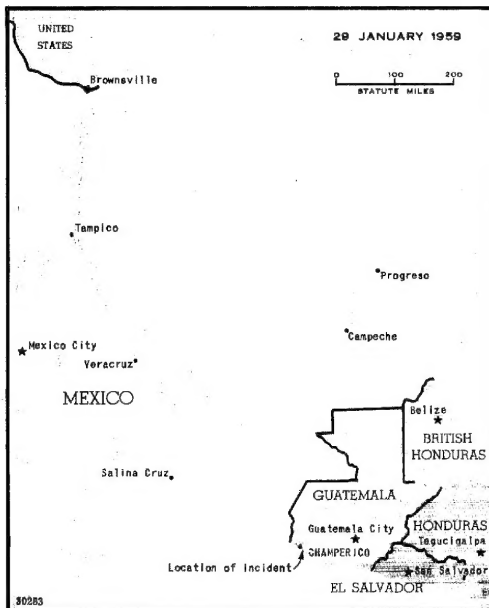 UNITED
STATES
29 JANUARY 1959
Brownsville
0 100 200
STATUTE MILES
Tampico
Progreso
Campeche
Mexico City
Veracruz
MEXICO
Belize
BRITISH
HONDURAS
Salina Cruz
GUATEMALA
Guatemala City
HONDURAS
Tegucigalpa
CHAMPERICO
Location of incident
San Salvador
EL SALVADOR
30283